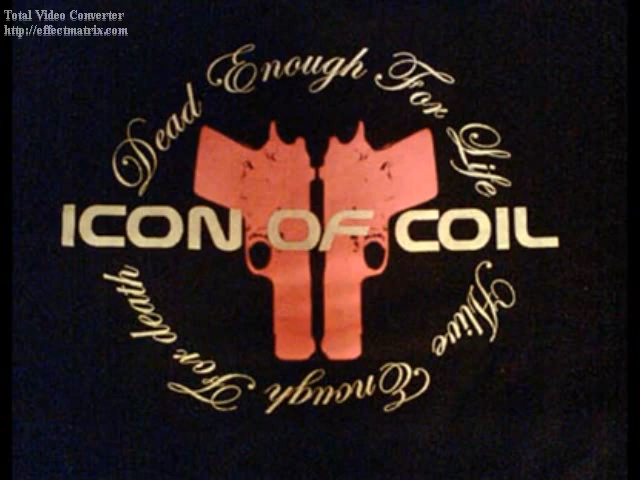 Total Video Converter
http://effectmatrix.com
Dead Enough For Life
ICON OF COIL
Alive Enough For death